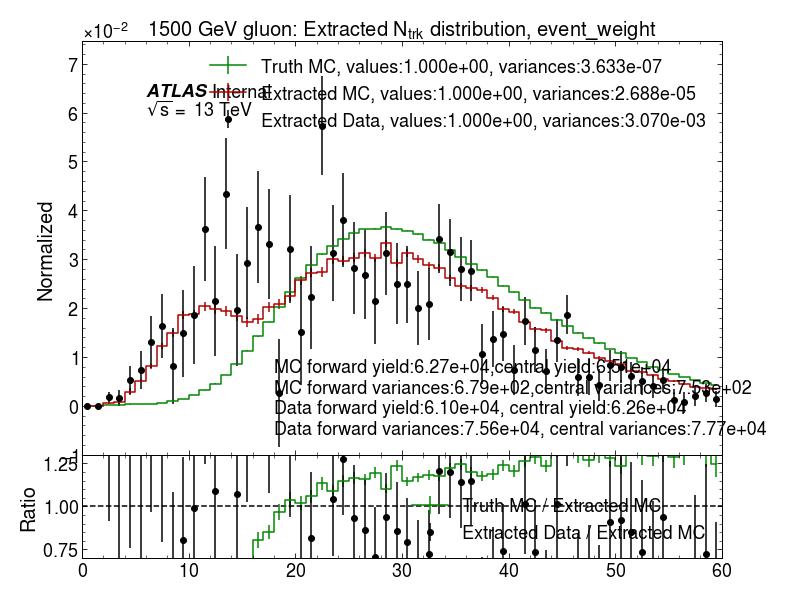 ×10⁻² 1500 GeV gluon: Extracted N_trk distribution, event_weight
Truth MC, values:1.000e+00, variances:3.633e-07
ATLAS Internal
Extracted MC, values:1.000e+00, variances:2.688e-05
√s = 13 TeV
Extracted Data, values:1.000e+00, variances:3.070e-03
Normalized
7
6
5
4
3
2
1
0
MC forward yield:6.27e+04,central yield:6.51e+04
MC forward variances:6.79e+02,central variances:7.53e+02
Data forward yield:6.10e+04, central yield:6.26e+04
Data forward variances:7.56e+04, central variances:7.77e+04
Ratio
1.25
1.00
0.75
Truth MC / Extracted MC
Extracted Data / Extracted MC
0 10 20 30 40 50 60